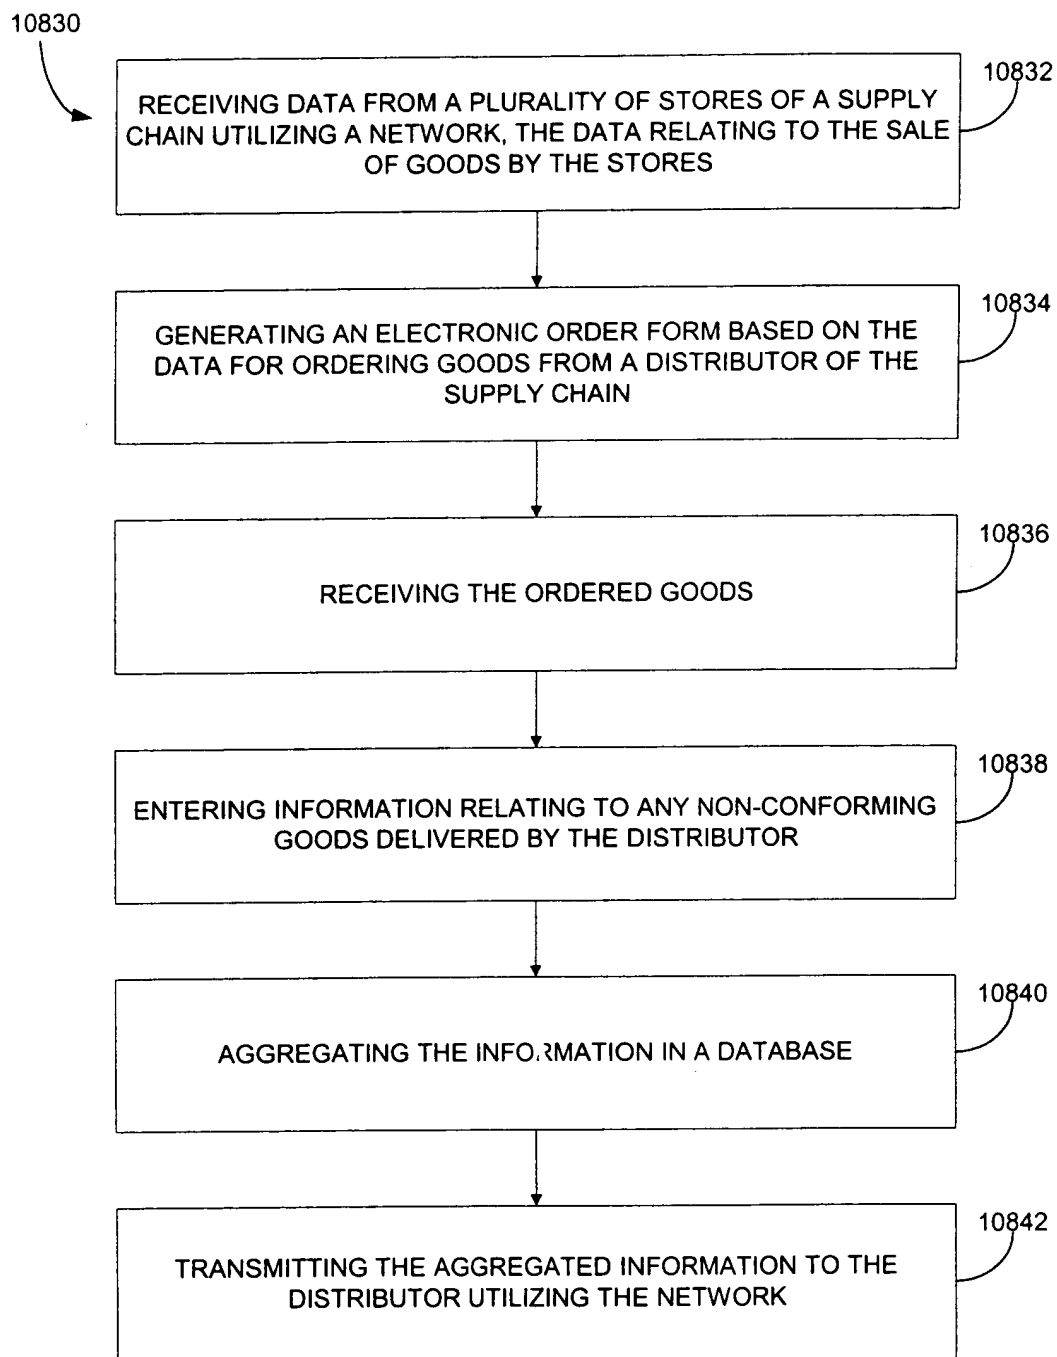 10830
10832
RECEIVING DATA FROM A PLURALITY OF STORES OF A SUPPLY
CHAIN UTILIZING A NETWORK, THE DATA RELATING TO THE SALE
OF GOODS BY THE STORES
10834
GENERATING AN ELECTRONIC ORDER FORM BASED ON THE
DATA FOR ORDERING GOODS FROM A DISTRIBUTOR OF THE
SUPPLY CHAIN
10836
RECEIVING THE ORDERED GOODS
10838
ENTERING INFORMATION RELATING TO ANY NON-CONFORMING
GOODS DELIVERED BY THE DISTRIBUTOR
10840
AGGREGATING THE INFORMATION IN A DATABASE
10842
TRANSMITTING THE AGGREGATED INFORMATION TO THE
DISTRIBUTOR UTILIZING THE NETWORK